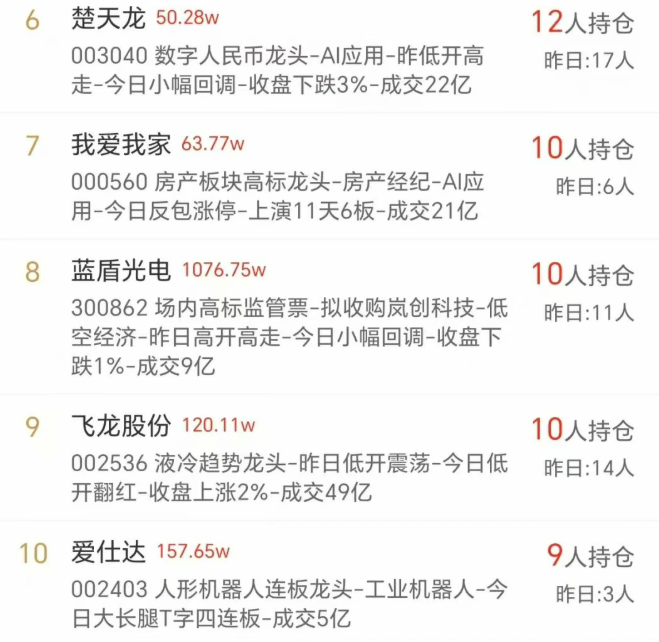 6 楚天龙 50.28w 12人持仓
003040 数字人民币龙头-AI应用-昨低开高 昨日:17人
走-今日小幅回调-收盘下跌3%-成交22亿
7 我爱我家 63.77w 10人持仓
000560 房产板块高标龙头-房产经纪-AI应 昨日:6人
用-今日反包涨停-上演11天6板-成交21亿
8 蓝盾光电 1076.75w 10人持仓
300862 场内高标监管票-拟收购岚创科技-低 昨日:11人
空经济-昨日高开高走-今日小幅回调-收盘下
跌1%-成交9亿
9 飞龙股份 120.11w 10人持仓
002536 液冷趋势龙头-昨日低开震荡-今日低 昨日:14人
开翻红-收盘上涨2%-成交49亿
10 爱仕达 157.65w 9人持仓
002403 人形机器人连板龙头-工业机器人-今 昨日:3人
日大长腿T字四连板-成交5亿